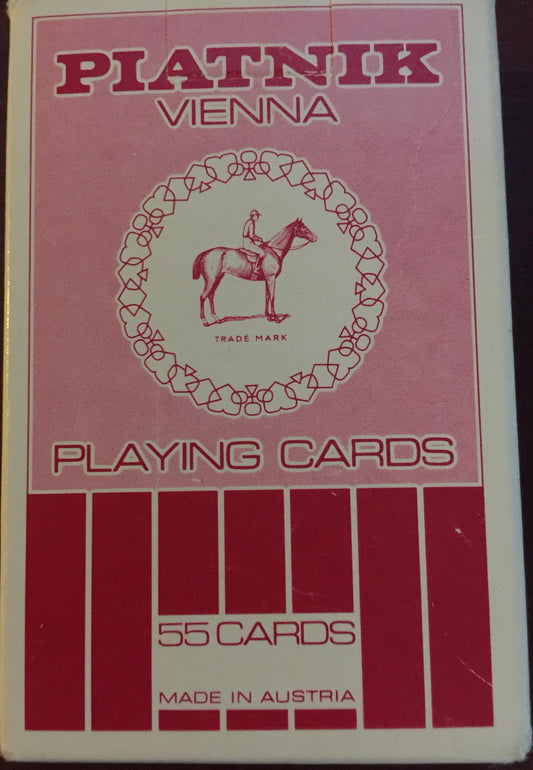 PIATNIK
VIENNA
TRADE MARK
PLAYING CARDS
55 CARDS
MADE IN AUSTRIA